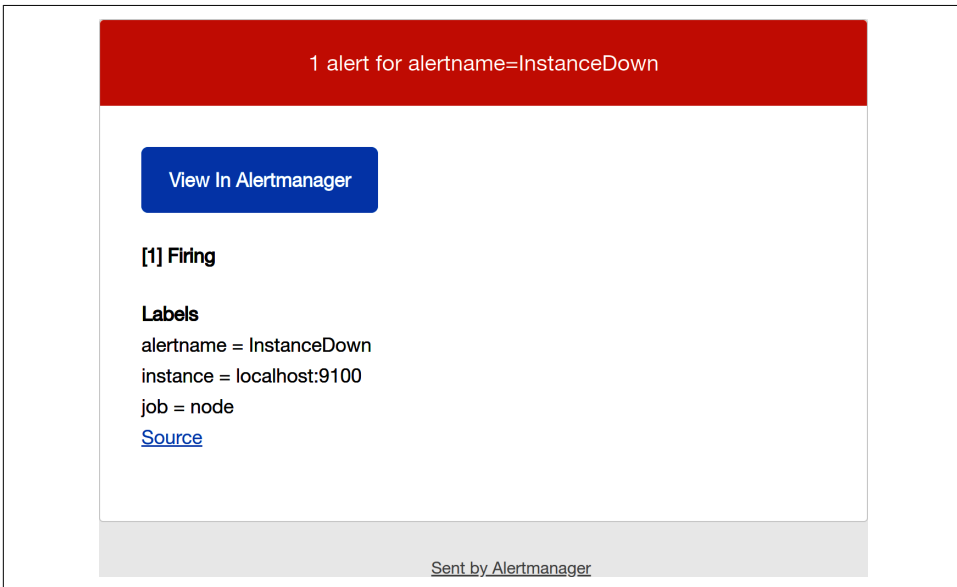 1 alert for alertname=InstanceDown
View In Alertmanager
[1] Firing
Labels
alertname = InstanceDown
instance = localhost:9100
job = node
Source
Sent by Alertmanager